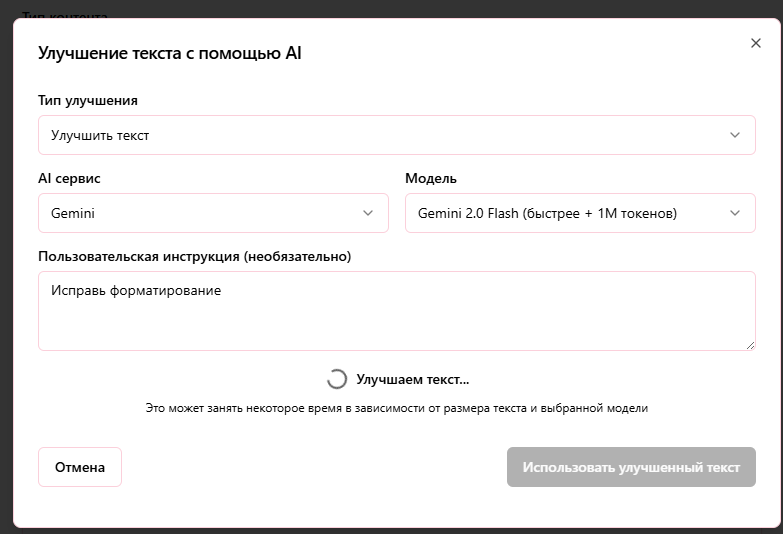 Тип контента
Улучшение текста с помощью AI
Тип улучшения
Улучшить текст
AI сервис
Модель
Gemini
Gemini 2.0 Flash (быстрее + 1M токенов)
Пользовательская инструкция (необязательно)
Исправь форматирование
Улучшаем текст...
Это может занять некоторое время в зависимости от размера текста и выбранной модели
Отмена
Использовать улучшенный текст